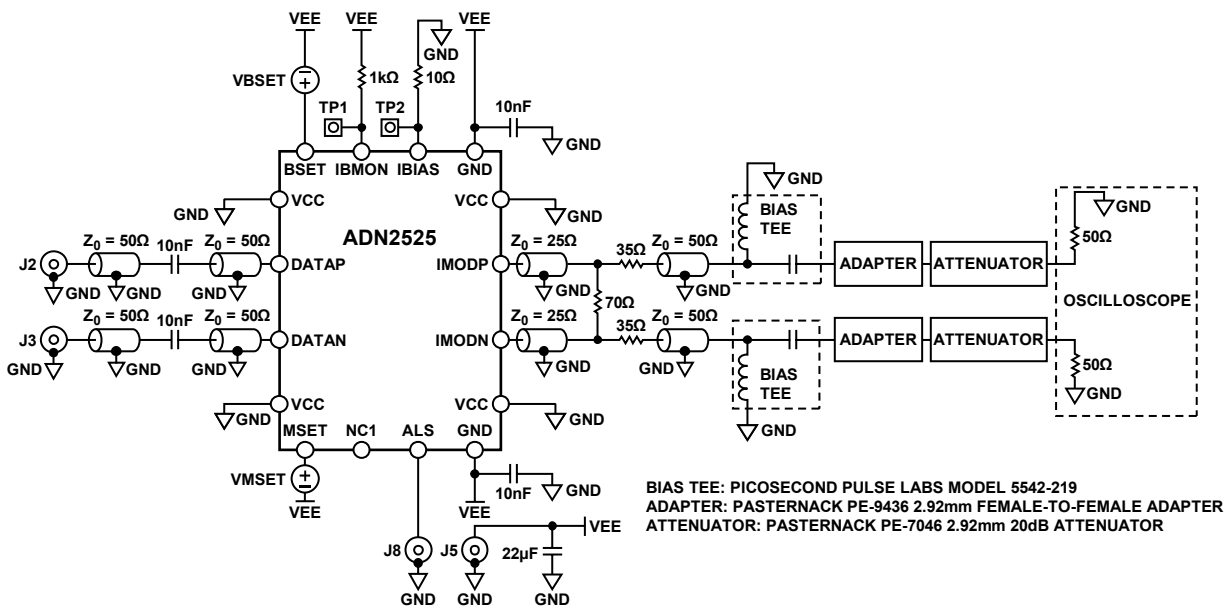 VEE
VEE
GND
VEE
VBSET
1kΩ
10Ω
TP1
TP2
10nF
GND
BSET
IBMON
IBIAS
GND
GND
VCC
VCC
GND
ADN2525
GND
BIAS
TEE
GND
50Ω
J2
Z0 = 50Ω
10nF
Z0 = 50Ω
DATAP
IMODP
Z0 = 25Ω
35Ω
Z0 = 50Ω
ADAPTER
ATTENUATOR
GND
GND
GND
GND
GND
70Ω
OSCILLOSCOPE
J3
Z0 = 50Ω
10nF
Z0 = 50Ω
DATAN
IMODN
Z0 = 25Ω
35Ω
Z0 = 50Ω
ADAPTER
ATTENUATOR
50Ω
GND
GND
GND
GND
GND
GND
BIAS
TEE
GND
GND
VCC
VCC
GND
MSET
NC1
ALS
GND
VMSET
VEE
VEE
10nF
GND
J8
J5
22µF
VEE
GND
GND
GND
BIAS TEE: PICOSECOND PULSE LABS MODEL 5542-219
ADAPTER: PASTERNACK PE-9436 2.92mm FEMALE-TO-FEMALE ADAPTER
ATTENUATOR: PASTERNACK PE-7046 2.92mm 20dB ATTENUATOR